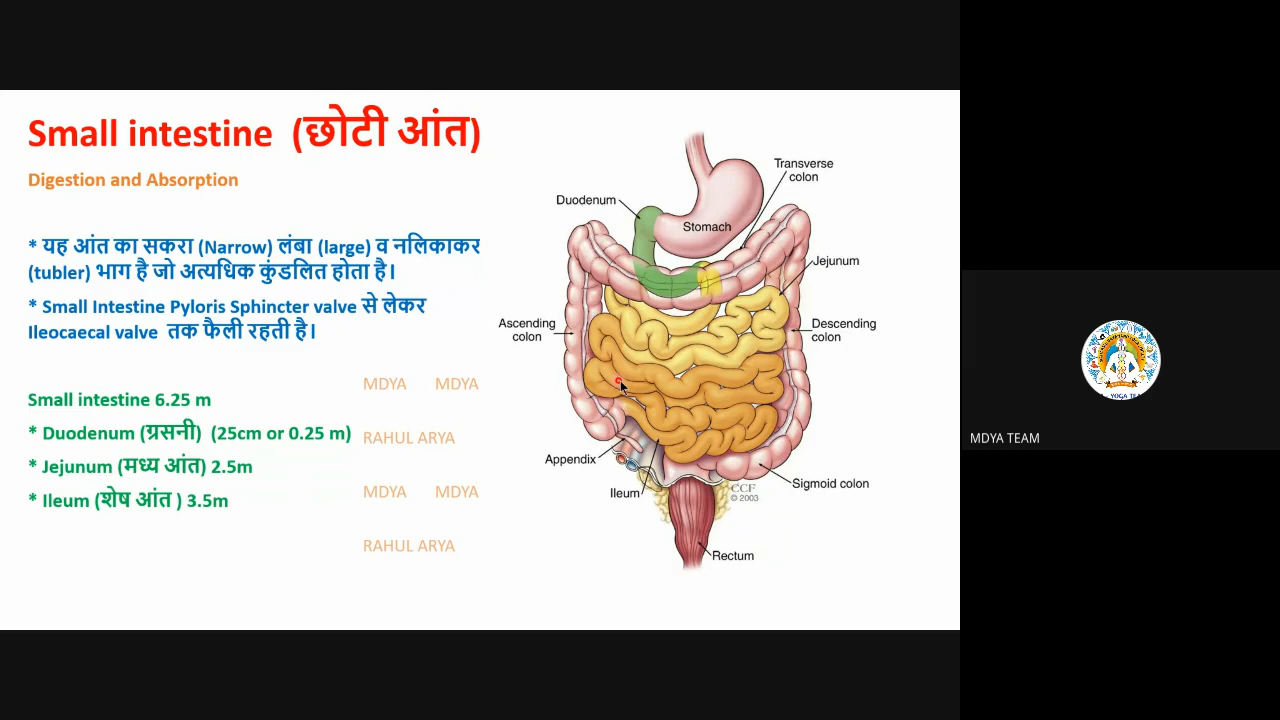 Small intestine (छोटी आंत)
Digestion and Absorption
* यह आंत का सकरा (Narrow) लंबा (large) व नलिकाकर
(tubler) भाग है जो अत्यधिक कुंडलित होता है।
* Small Intestine Pyloris Sphincter valve से लेकर
Ileocaecal valve तक फैली रहती है।
Small intestine 6.25 m
* Duodenum (ग्रसनी) (25cm or 0.25 m)
* Jejunum (मध्य आंत) 2.5m
* Ileum (शेष आंत ) 3.5m
MDYA MDYA
RAHUL ARYA
MDYA MDYA
RAHUL ARYA
Transverse
colon
Duodenum
Stomach
Jejunum
Ascending
colon
Descending
colon
Appendix
Ileum
Sigmoid colon
CCF
© 2003
Rectum
MDYA TEAM